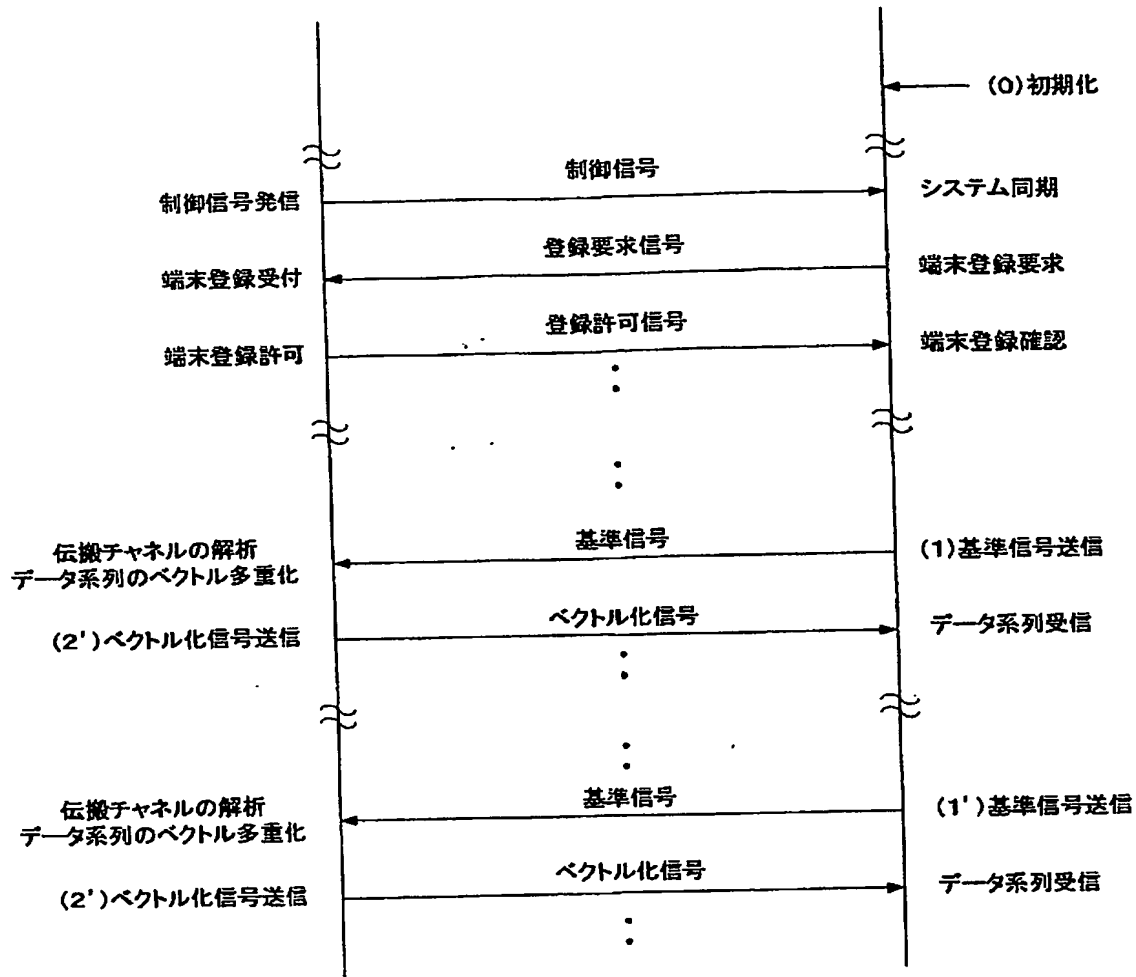 (0)初期化
制御信号
制御信号発信
システム同期
登録要求信号
端末登録受付
端末登録要求
登録許可信号
端末登録許可
端末登録確認
基準信号
伝搬チャネルの解析
データ系列のベクトル多重化
(1)基準信号送信
ベクトル化信号
(2')ベクトル化信号送信
データ系列受信
基準信号
伝搬チャネルの解析
データ系列のベクトル多重化
(1')基準信号送信
ベクトル化信号
(2')ベクトル化信号送信
データ系列受信